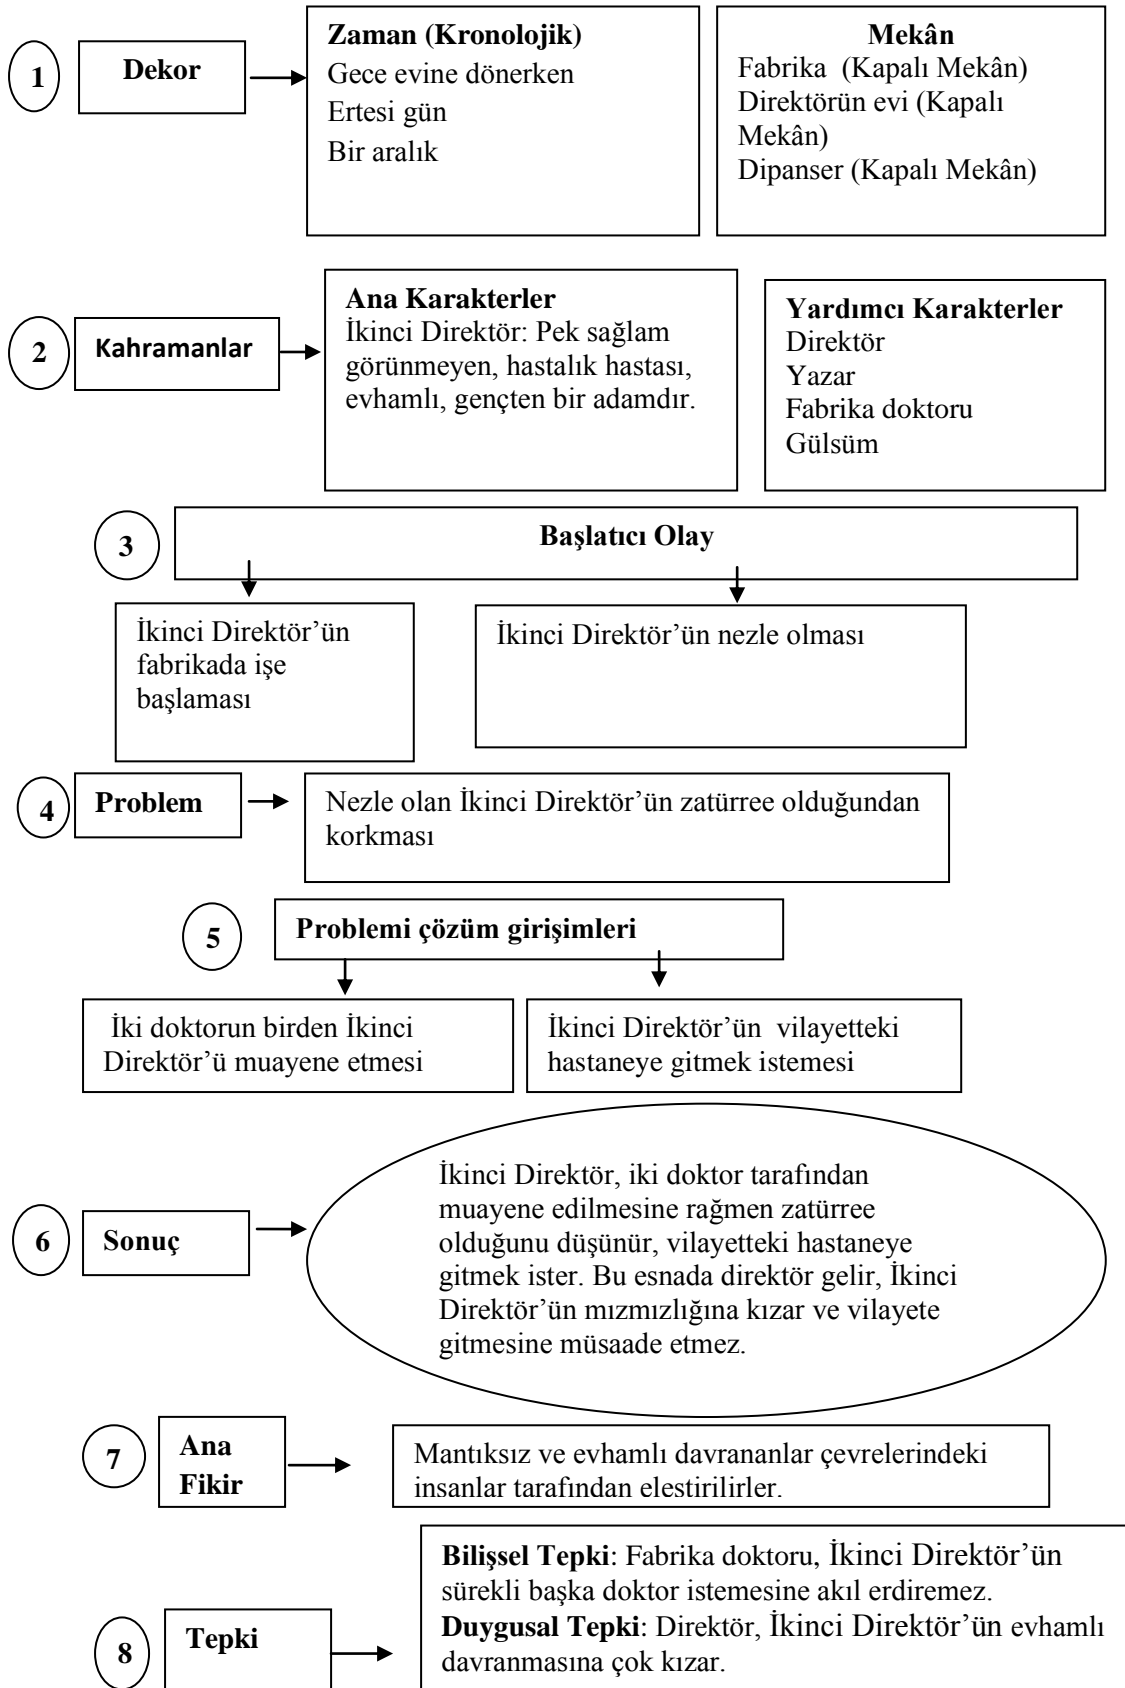 1
Dekor
Zaman (Kronolojik)
Gece evine dönerken
Ertesi gün
Bir aralık
Mekân
Fabrika (Kapalı Mekân)
Direktörün evi (Kapalı
Mekân)
Dipanser (Kapalı Mekân)
2
Kahramanlar
Ana Karakterler
İkinci Direktör: Pek sağlam
görünmeyen, hastalık hastası,
evhamlı, gençten bir adamdır.
Yardımcı Karakterler
Direktör
Yazar
Fabrika doktoru
Gülsüm
3
Başlatıcı Olay
İkinci Direktör’ün
fabrikada işe
başlaması
İkinci Direktör’ün nezle olması
4
Problem
Nezle olan İkinci Direktör’ün zatürree olduğundan
korkması
5
Problemi çözüm girişimleri
İki doktorun birden İkinci
Direktör’ü muayene etmesi
İkinci Direktör’ün vilayetteki
hastaneye gitmek istemesi
6
Sonuç
İkinci Direktör, iki doktor tarafından
muayene edilmesine rağmen zatürree
olduğunu düşünür, vilayetteki hastaneye
gitmek ister. Bu esnada direktör gelir, İkinci
Direktör’ün mızmızlığına kızar ve vilayete
gitmesine müsaade etmez.
7
Ana
Fikir
Mantıksız ve evhamlı davrananlar çevrelerindeki
insanlar tarafından elestirilirler.
8
Tepki
Bilişsel Tepki: Fabrika doktoru, İkinci Direktör’ün
sürekli başka doktor istemesine akıl erdiremez.
Duygusal Tepki: Direktör, İkinci Direktör’ün evhamlı
davranmasına çok kızar.